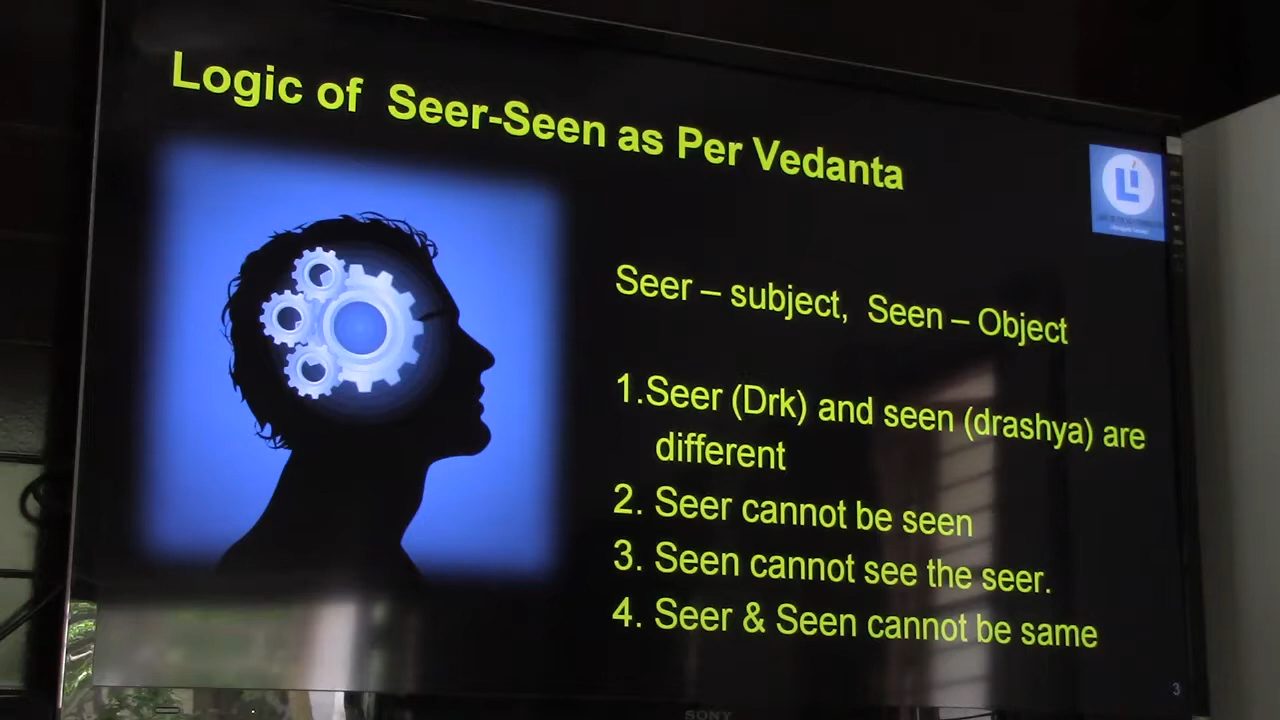 Logic of Seer-Seen as Per Vedanta
Seer – subject, Seen – Object
1.Seer (Drk) and seen (drashya) are
different
2. Seer cannot be seen
3. Seen cannot see the seer.
4. Seer & Seen cannot be same
3
SONY